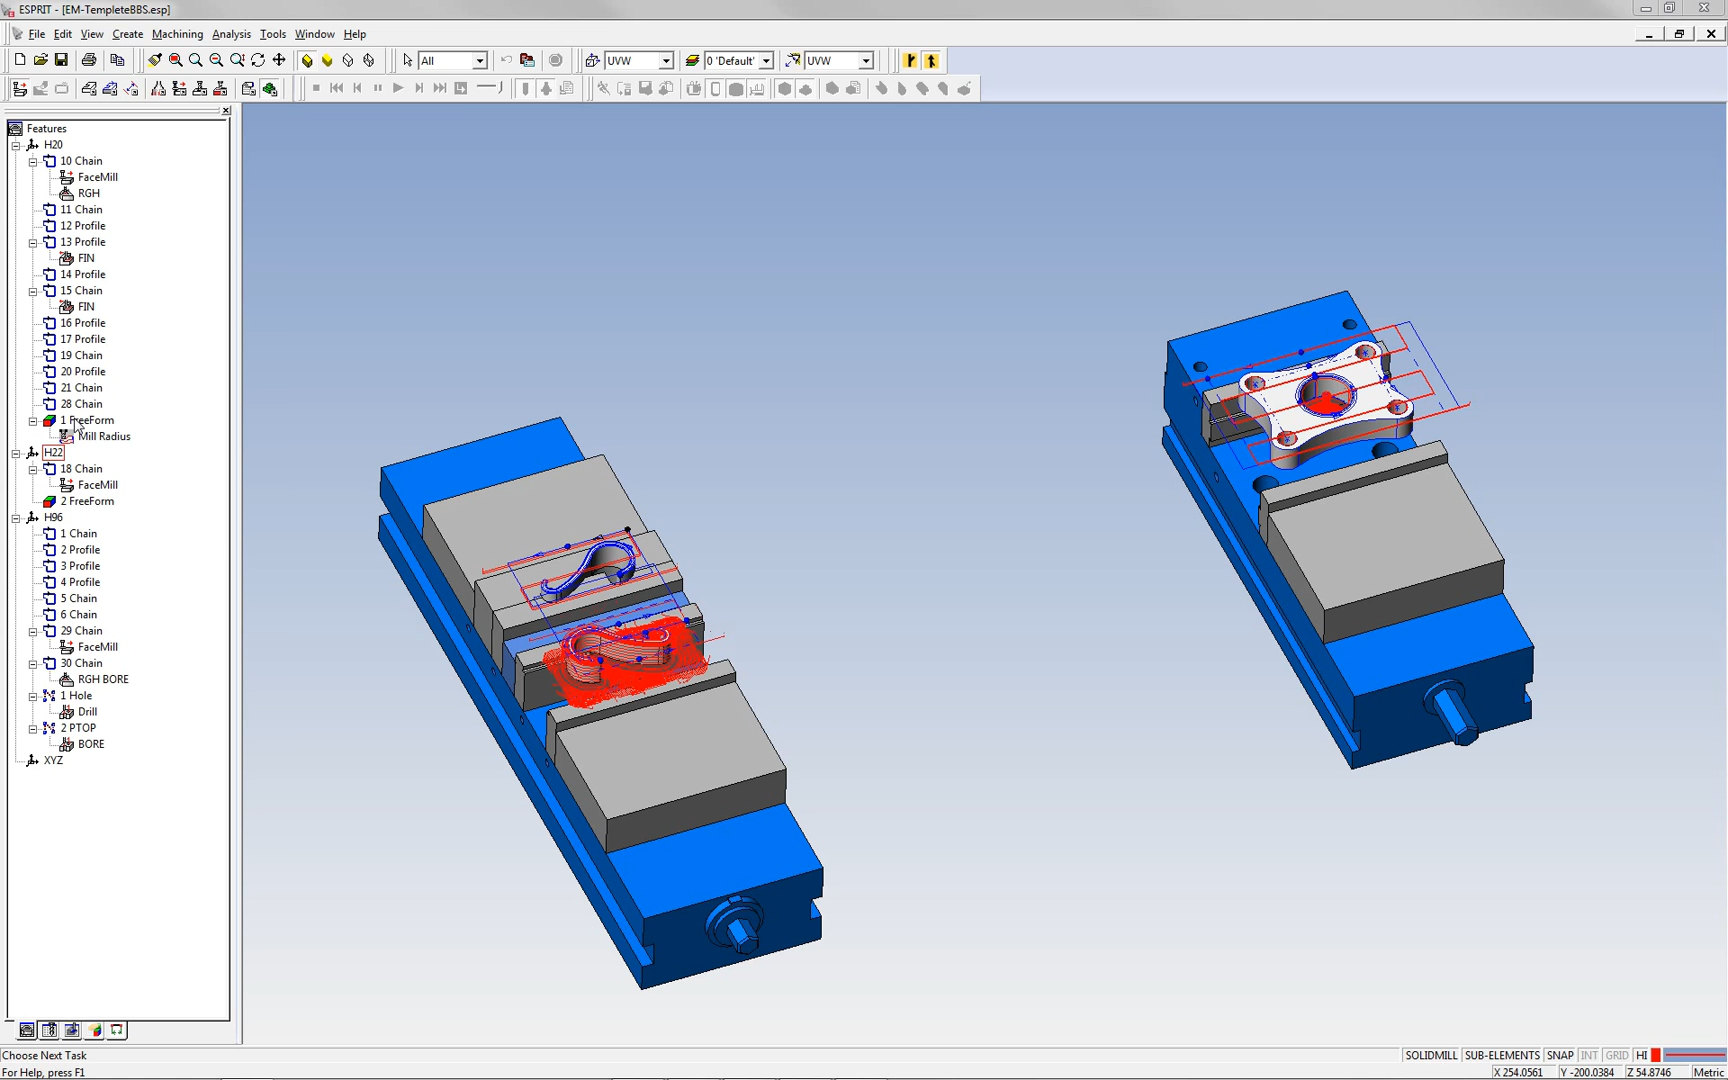 ESPRIT - [EM-TempleteBBS.esp]
File Edit View Create Machining Analysis Tools Window Help
All UVW 0 'Default' UVW
Features
H20
10 Chain
FaceMill
RGH
11 Chain
12 Profile
13 Profile
FIN
14 Profile
15 Chain
FIN
16 Profile
17 Profile
19 Chain
20 Profile
21 Chain
28 Chain
1 FreeForm
Mill Radius
H22
18 Chain
FaceMill
2 FreeForm
H96
1 Chain
2 Profile
3 Profile
4 Profile
5 Chain
6 Chain
29 Chain
FaceMill
30 Chain
RGH BORE
1 Hole
Drill
2 PTOP
BORE
XYZ
Choose Next Task SOLIDMILL SUB-ELEMENTS SNAP INT GRID HI
For Help, press F1 X 254.0561 Y -200.0384 Z 54.8746 Metric